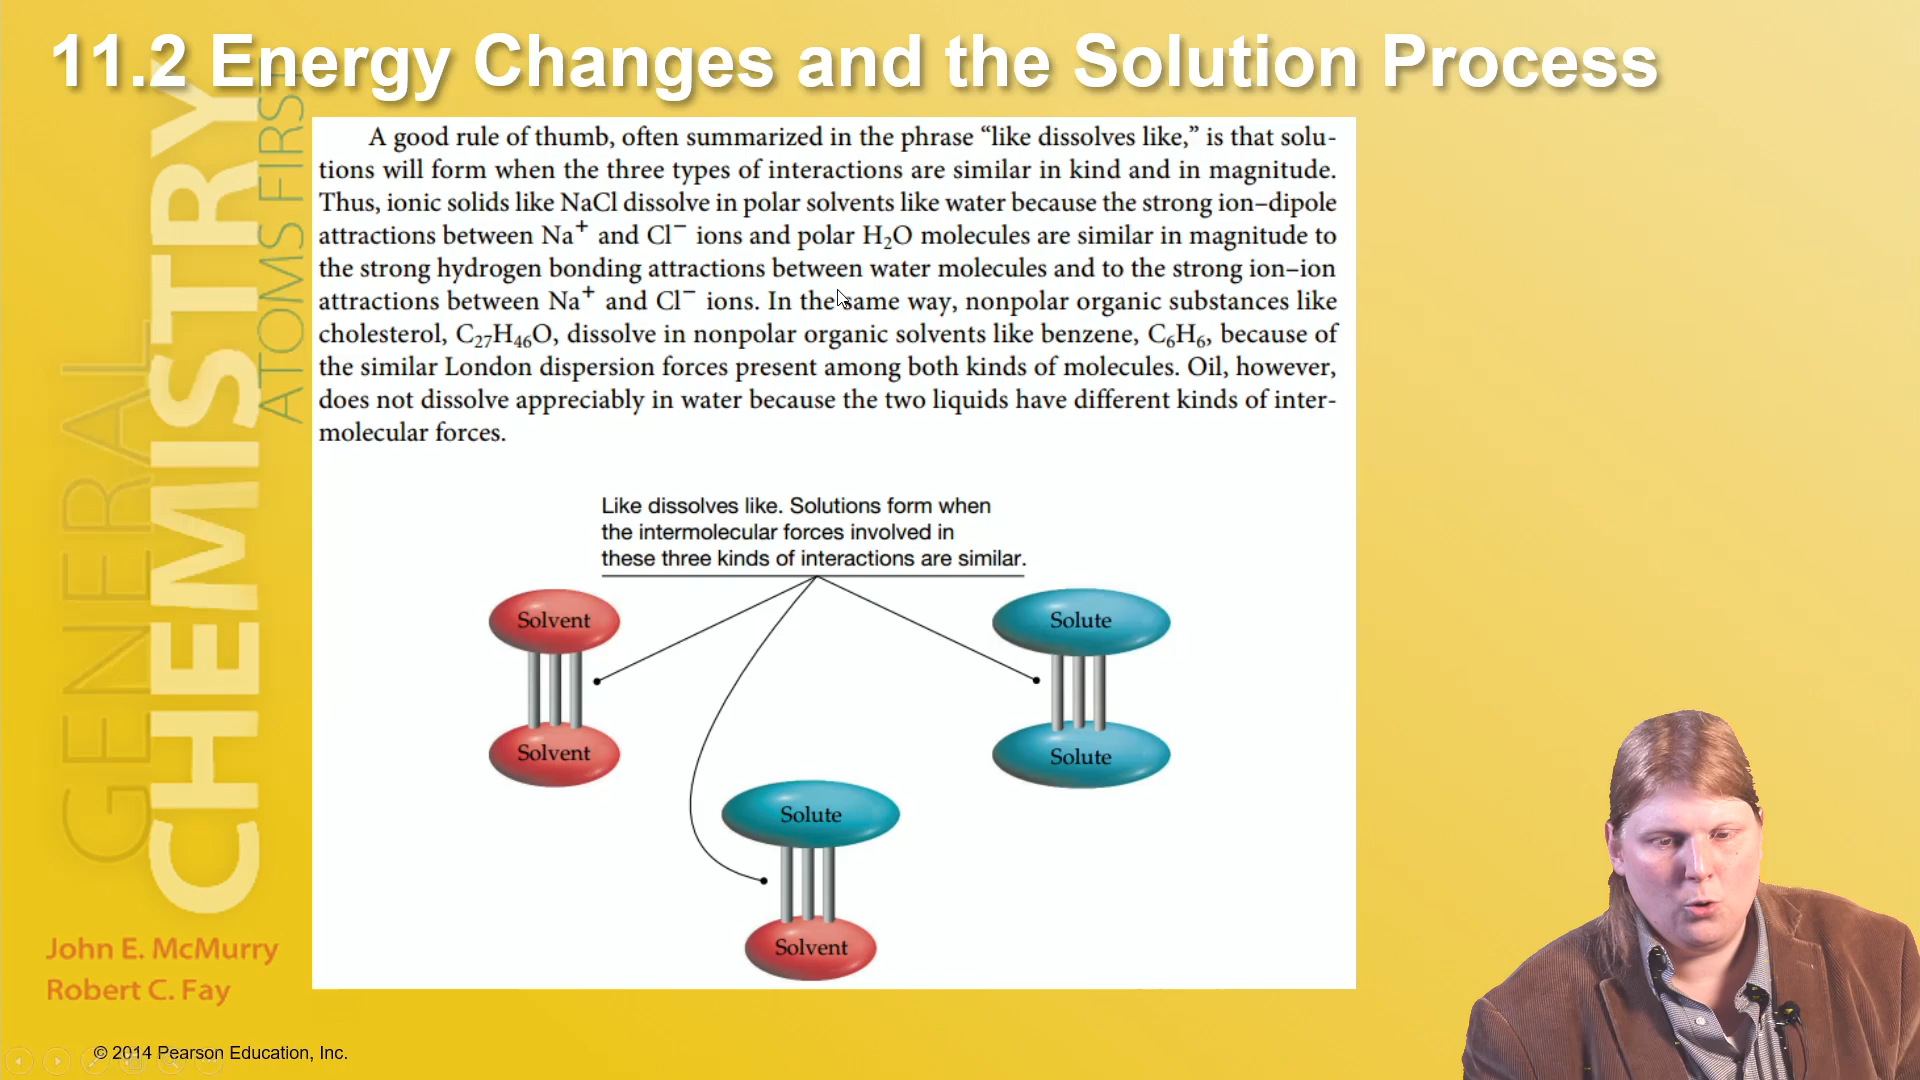 11.2 Energy Changes and the Solution Process
GENERAL
CHEMISTRY
ATOMS FIRST
A good rule of thumb, often summarized in the phrase “like dissolves like,” is that solu-
tions will form when the three types of interactions are similar in kind and in magnitude.
Thus, ionic solids like NaCl dissolve in polar solvents like water because the strong ion–dipole
attractions between Na⁺ and Cl⁻ ions and polar H₂O molecules are similar in magnitude to
the strong hydrogen bonding attractions between water molecules and to the strong ion–ion
attractions between Na⁺ and Cl⁻ ions. In the same way, nonpolar organic substances like
cholesterol, C₂₇H₄₆O, dissolve in nonpolar organic solvents like benzene, C₆H₆, because of
the similar London dispersion forces present among both kinds of molecules. Oil, however,
does not dissolve appreciably in water because the two liquids have different kinds of inter-
molecular forces.
Like dissolves like. Solutions form when
the intermolecular forces involved in
these three kinds of interactions are similar.
Solvent
Solvent
Solute
Solute
Solute
Solvent
John E. McMurry
Robert C. Fay
© 2014 Pearson Education, Inc.